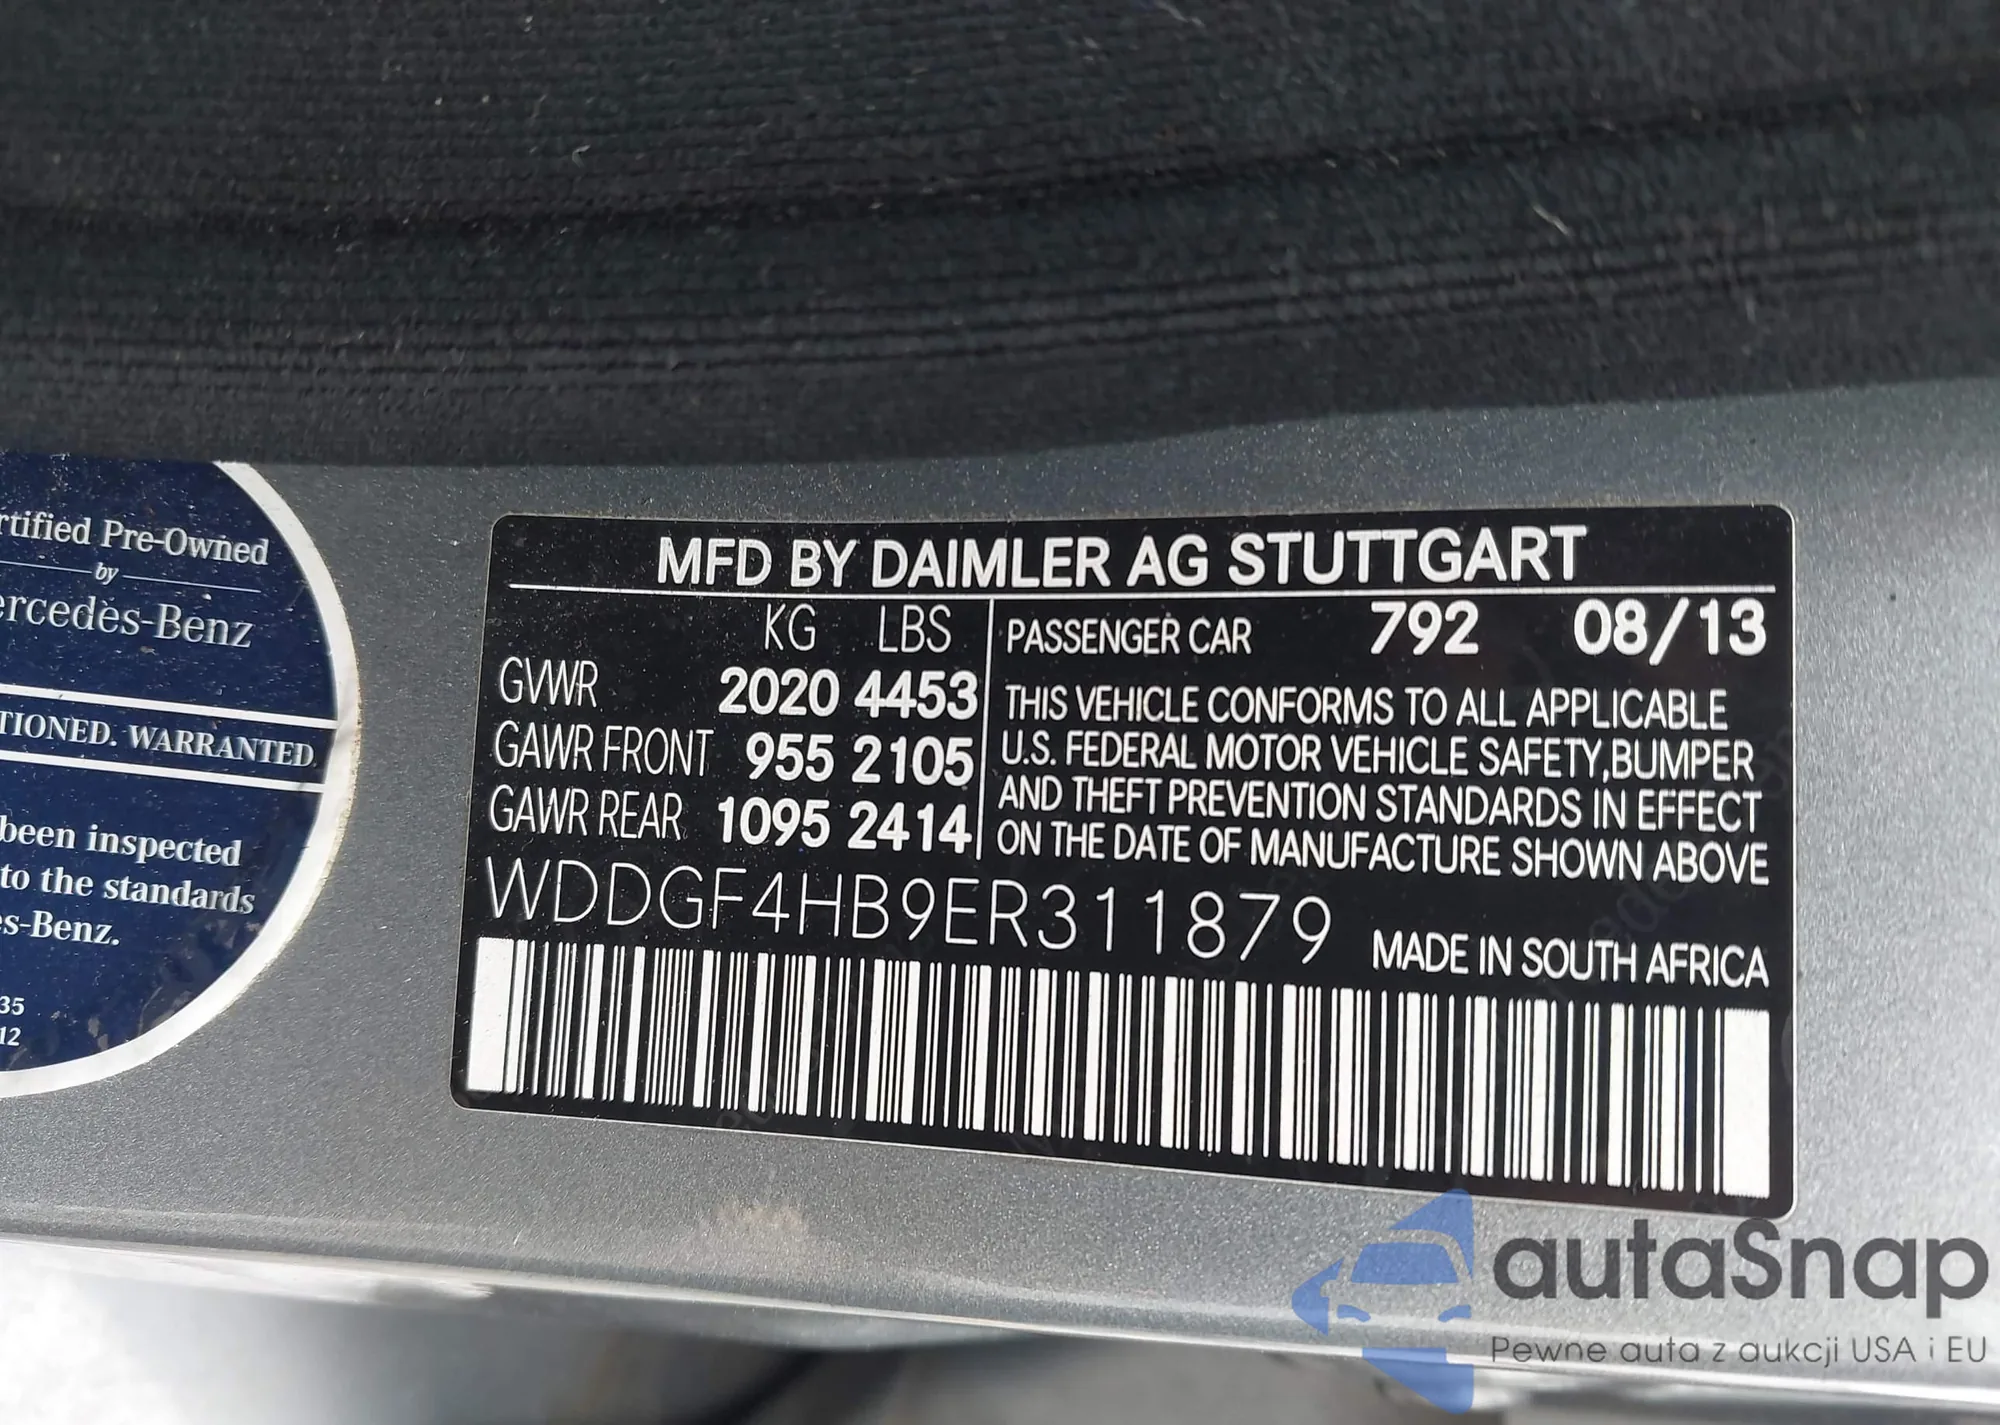 rtified Pre-Owned
by
ercedes-Benz
TIONED. WARRANTED.
been inspected
to the standards
s-Benz.
35
12
MFD BY DAIMLER AG STUTTGART
KG LBS
GVWR 2020 4453
GAWR FRONT 955 2105
GAWR REAR 1095 2414
PASSENGER CAR 792 08/13
THIS VEHICLE CONFORMS TO ALL APPLICABLE
U.S. FEDERAL MOTOR VEHICLE SAFETY,BUMPER
AND THEFT PREVENTION STANDARDS IN EFFECT
ON THE DATE OF MANUFACTURE SHOWN ABOVE
WDDGF4HB9ER311879
MADE IN SOUTH AFRICA
autaSnap
Pewne auta z aukcji USA i EU